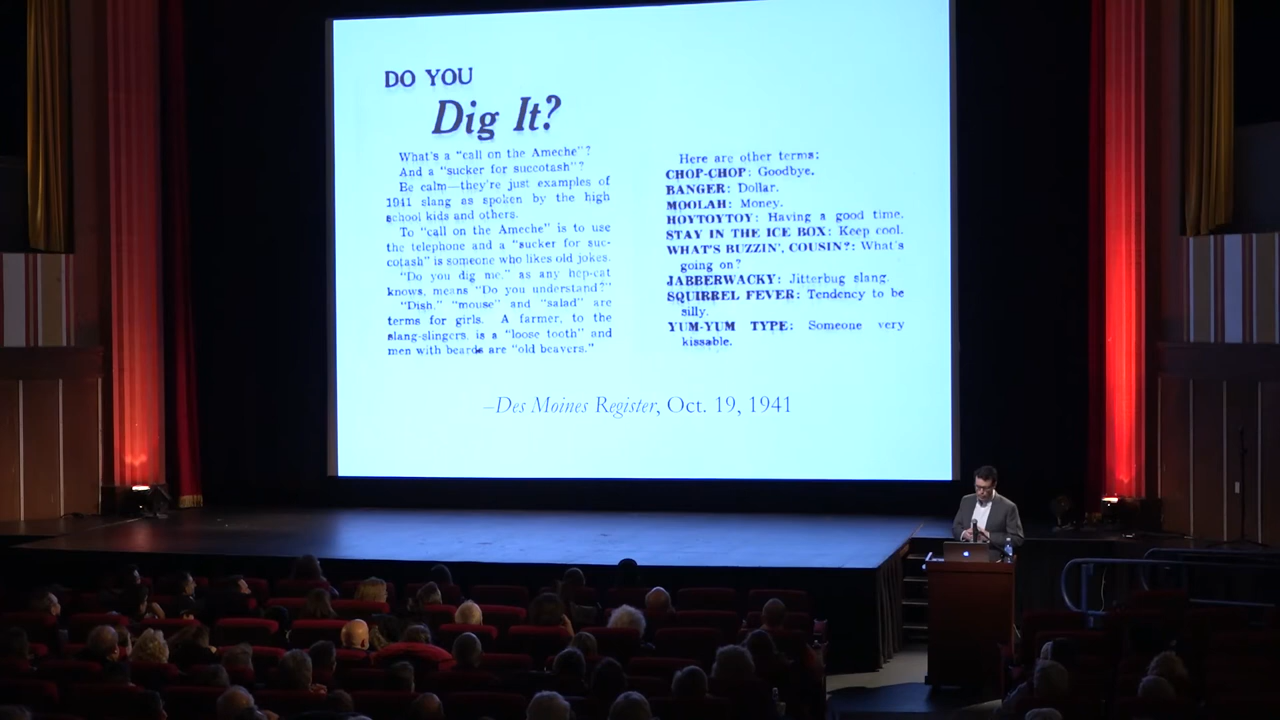 DO YOU
Dig It?
What's a "call on the Ameche"?
And a "sucker for succotash"?
Be calm—they're just examples of
1941 slang as spoken by the high
school kids and others.
To "call on the Ameche" is to use
the telephone and a "sucker for suc-
cotash" is someone who likes old jokes.
"Do you dig me," as any hep-cat
knows, means "Do you understand?"
"Dish," "mouse" and "salad" are
terms for girls. A farmer, to the
slang-slingers, is a "loose tooth" and
men with beards are "old beavers."
Here are other terms:
CHOP-CHOP: Goodbye.
BANGER: Dollar.
MOOLAH: Money.
HOYTOYTOY: Having a good time.
STAY IN THE ICE BOX: Keep cool.
WHAT'S BUZZIN', COUSIN?: What's
going on?
JABBERWACKY: Jitterbug slang.
SQUIRREL FEVER: Tendency to be
silly.
YUM-YUM TYPE: Someone very
kissable.
–Des Moines Register, Oct. 19, 1941